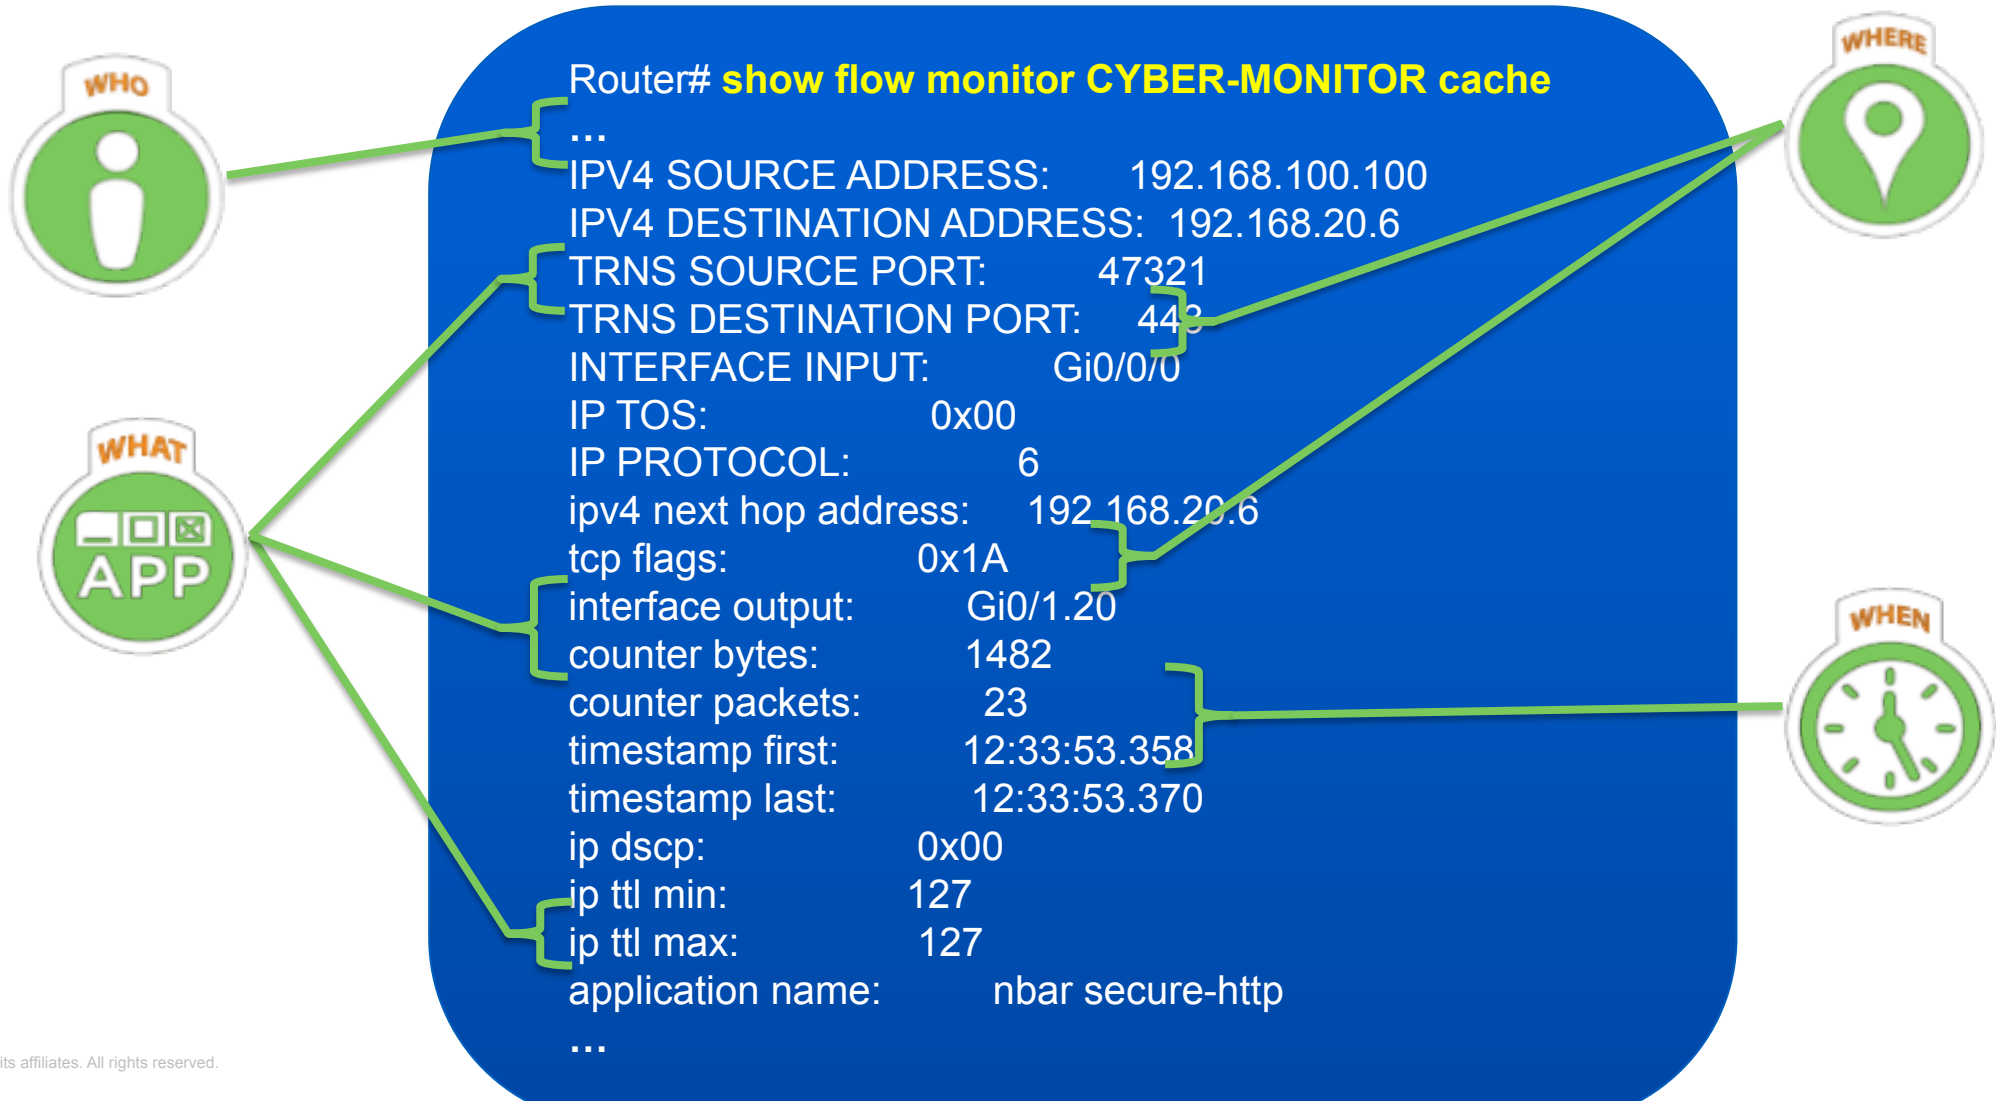 WHO
WHERE
Router# show flow monitor CYBER-MONITOR cache
…
IPV4 SOURCE ADDRESS: 192.168.100.100
IPV4 DESTINATION ADDRESS: 192.168.20.6
TRNS SOURCE PORT: 47321
TRNS DESTINATION PORT: 443
INTERFACE INPUT: Gi0/0/0
IP TOS: 0x00
IP PROTOCOL: 6
ipv4 next hop address: 192.168.20.6
tcp flags: 0x1A
interface output: Gi0/1.20
counter bytes: 1482
counter packets: 23
timestamp first: 12:33:53.358
timestamp last: 12:33:53.370
ip dscp: 0x00
ip ttl min: 127
ip ttl max: 127
application name: nbar secure-http
…
WHAT
APP
WHEN
its affiliates. All rights reserved.